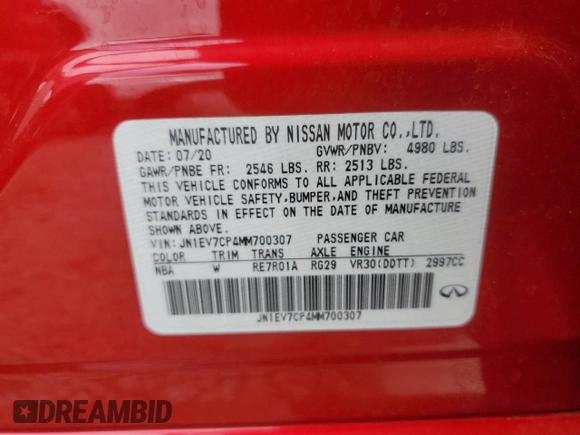 MANUFACTURED BY NISSAN MOTOR CO.,LTD.
DATE: 07/20 GVWR/PNBV: 4980 LBS.
GAWR/PNBE FR: 2546 LBS. RR: 2513 LBS.
THIS VEHICLE CONFORMS TO ALL APPLICABLE FEDERAL
MOTOR VEHICLE SAFETY,BUMPER,AND THEFT PREVENTION
STANDARDS IN EFFECT ON THE DATE OF MANUFACTURE
SHOWN ABOVE.
VIN: JN1EV7CP4MM700307 PASSENGER CAR
COLOR TRIM TRANS AXLE ENGINE
NBA W RE7R01A RG29 VR30(DDTT) 2997CC
JN1EV7CP4MM700307
DREAMBID